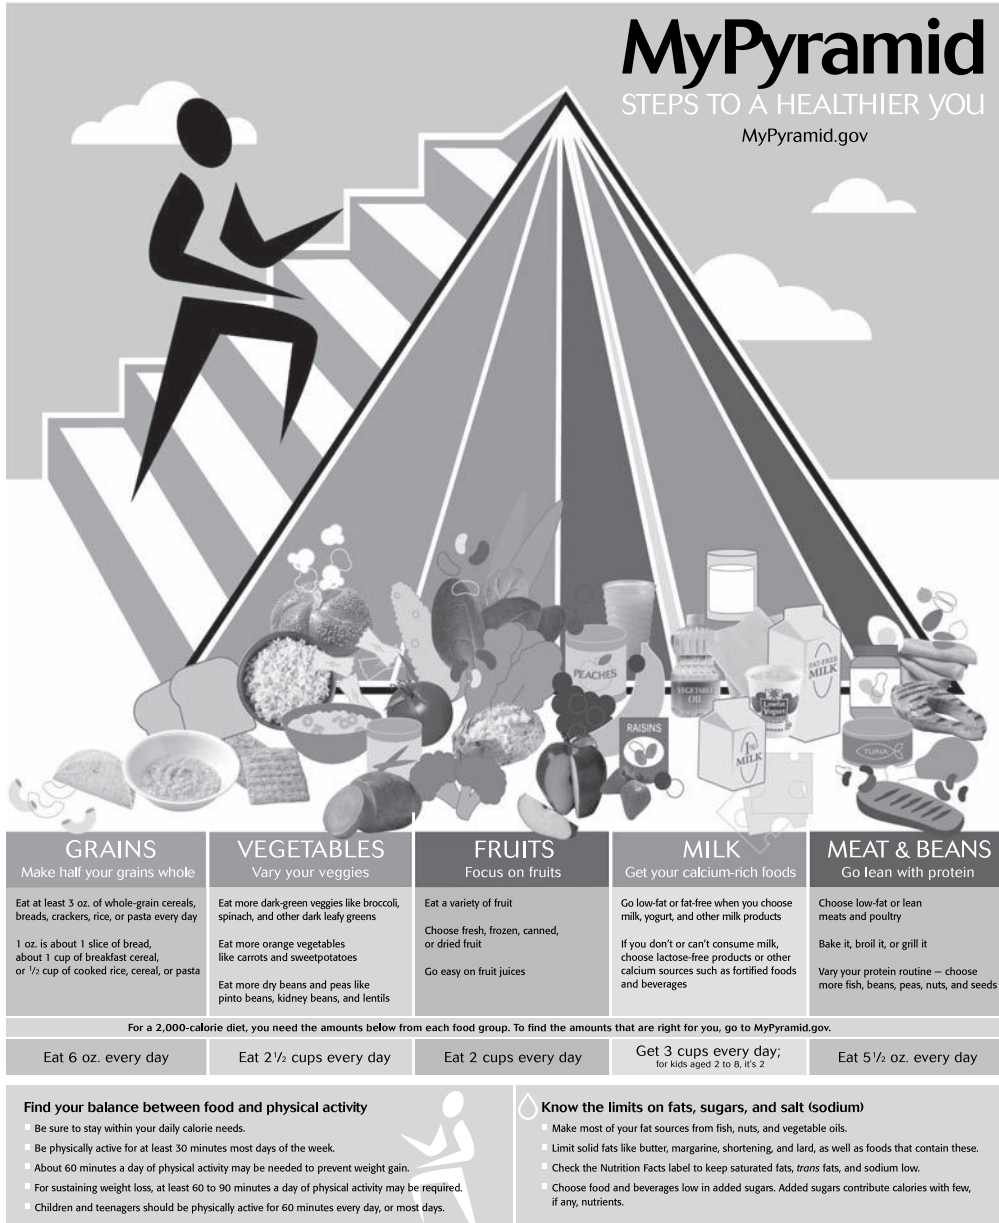 MyPyramid
STEPS TO A HEALTHIER YOU
MyPyramid.gov
PEACHES
VEGETABLE
OIL
RAISINS
FAT-FREE
MILK
Lowfat
Yogurt
1%
MILK
TUNA
GRAINS
Make half your grains whole
Eat at least 3 oz. of whole-grain cereals,
breads, crackers, rice, or pasta every day
1 oz. is about 1 slice of bread,
about 1 cup of breakfast cereal,
or 1/2 cup of cooked rice, cereal, or pasta
VEGETABLES
Vary your veggies
Eat more dark-green veggies like broccoli,
spinach, and other dark leafy greens
Eat more orange vegetables
like carrots and sweetpotatoes
Eat more dry beans and peas like
pinto beans, kidney beans, and lentils
FRUITS
Focus on fruits
Eat a variety of fruit
Choose fresh, frozen, canned,
or dried fruit
Go easy on fruit juices
MILK
Get your calcium-rich foods
Go low-fat or fat-free when you choose
milk, yogurt, and other milk products
If you don't or can't consume milk,
choose lactose-free products or other
calcium sources such as fortified foods
and beverages
MEAT & BEANS
Go lean with protein
Choose low-fat or lean
meats and poultry
Bake it, broil it, or grill it
Vary your protein routine — choose
more fish, beans, peas, nuts, and seeds
For a 2,000-calorie diet, you need the amounts below from each food group. To find the amounts that are right for you, go to MyPyramid.gov.
Eat 6 oz. every day
Eat 2 1/2 cups every day
Eat 2 cups every day
Get 3 cups every day;
for kids aged 2 to 8, it's 2
Eat 5 1/2 oz. every day
Find your balance between food and physical activity
Be sure to stay within your daily calorie needs.
Be physically active for at least 30 minutes most days of the week.
About 60 minutes a day of physical activity may be needed to prevent weight gain.
For sustaining weight loss, at least 60 to 90 minutes a day of physical activity may be required.
Children and teenagers should be physically active for 60 minutes every day, or most days.
Know the limits on fats, sugars, and salt (sodium)
Make most of your fat sources from fish, nuts, and vegetable oils.
Limit solid fats like butter, margarine, shortening, and lard, as well as foods that contain these.
Check the Nutrition Facts label to keep saturated fats, trans fats, and sodium low.
Choose food and beverages low in added sugars. Added sugars contribute calories with few,
if any, nutrients.